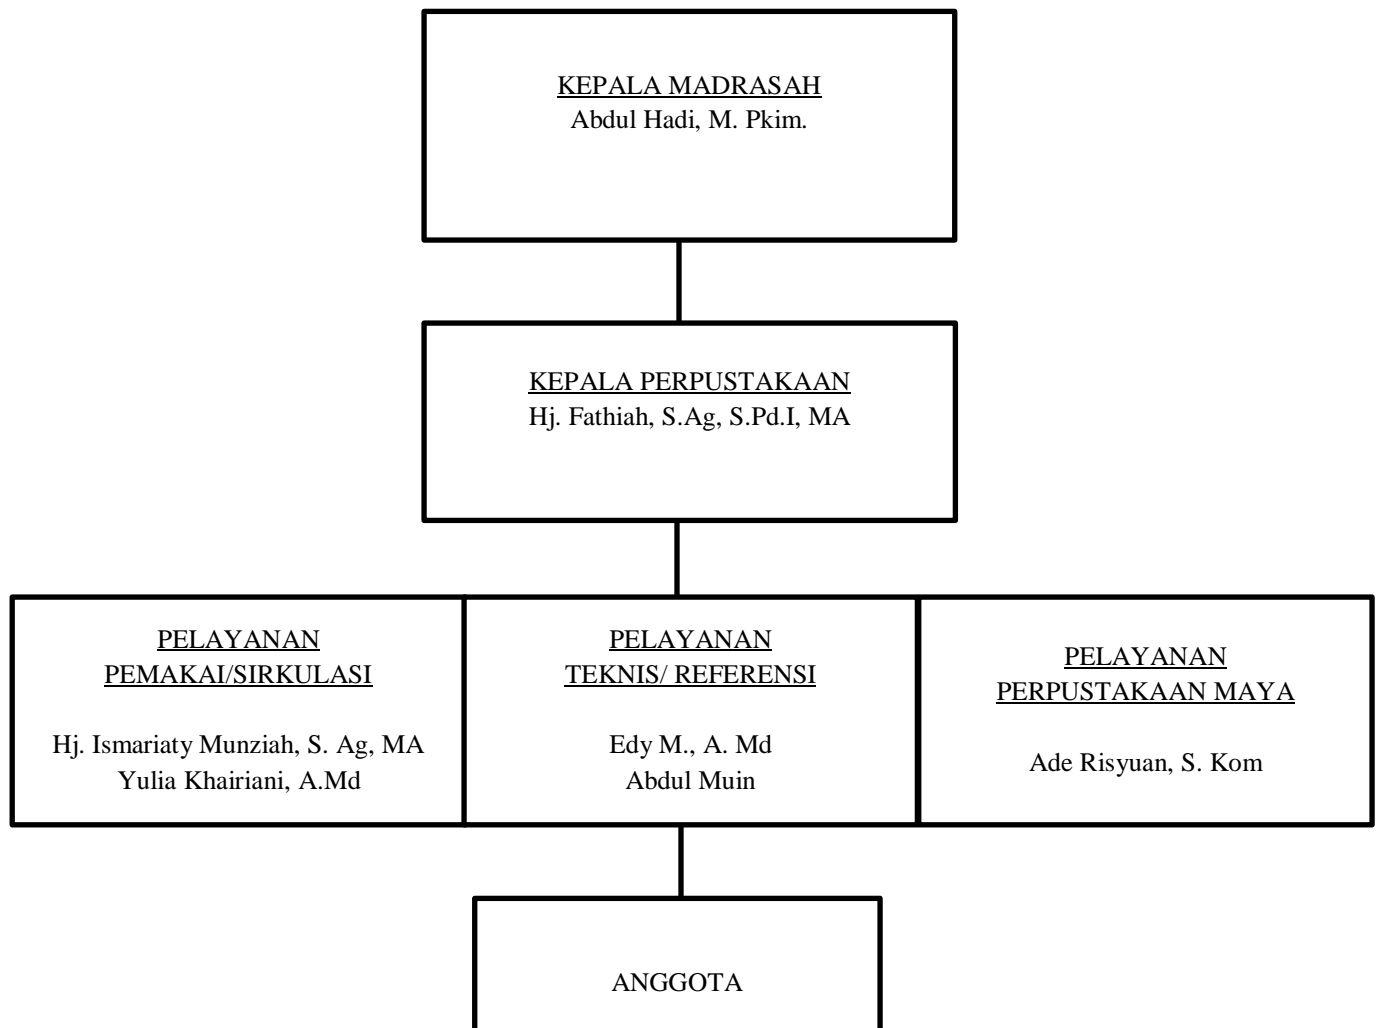 KEPALA MADRASAH
Abdul Hadi, M. Pkim.
KEPALA PERPUSTAKAAN
Hj. Fathiah, S.Ag, S.Pd.I, MA
PELAYANAN
PEMAKAI/SIRKULASI
Hj. Ismariaty Munziah, S. Ag, MA
Yulia Khairiani, A.Md
PELAYANAN
TEKNIS/ REFERENSI
Edy M., A. Md
Abdul Muin
PELAYANAN
PERPUSTAKAAN MAYA
Ade Risyuan, S. Kom
ANGGOTA